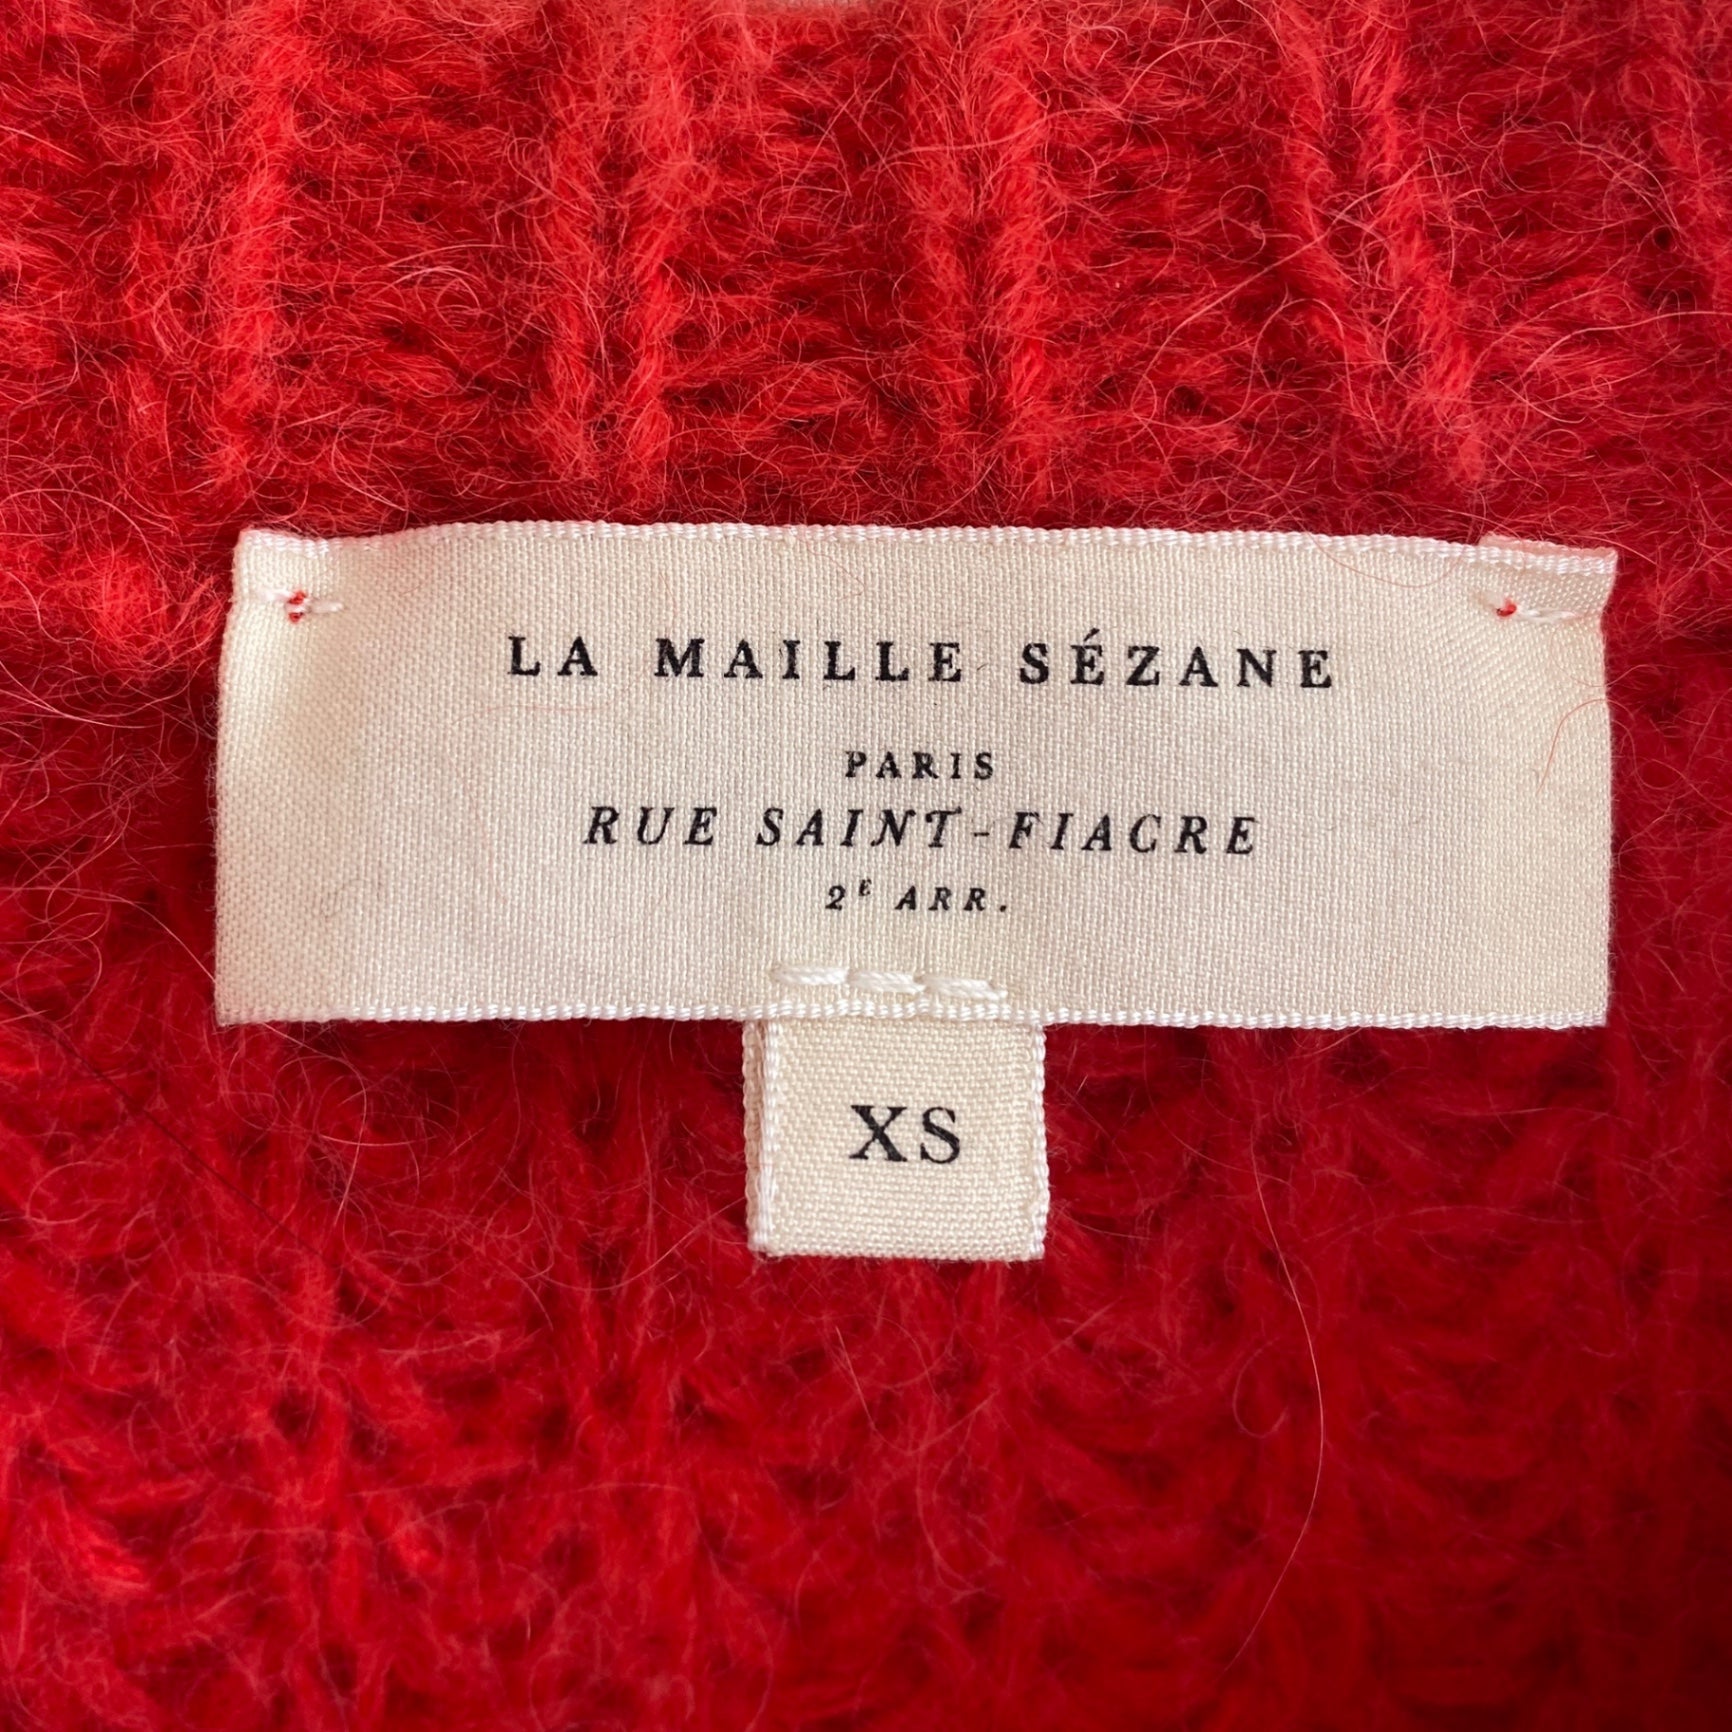 LA MAILLE SÉZANE
PARIS
RUE SAINT-FIACRE
2E ARR.
XS